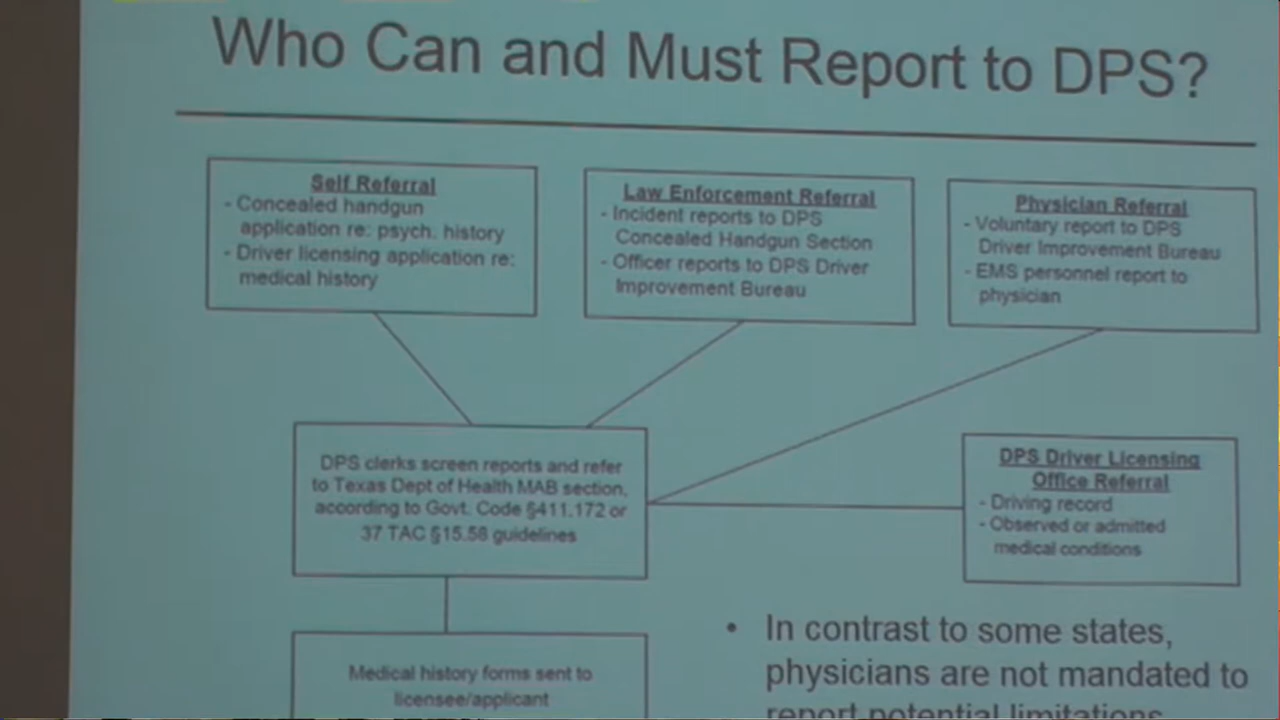 Who Can and Must Report to DPS?
Self Referral
- Concealed handgun
application re: psych. history
- Driver licensing application re:
medical history
Law Enforcement Referral
- Incident reports to DPS
Concealed Handgun Section
- Officer reports to DPS Driver
Improvement Bureau
Physician Referral
- Voluntary report to DPS
Driver Improvement Bureau
- EMS personnel report to
physician
DPS clerks screen reports and refer
to Texas Dept of Health MAB section,
according to Govt. Code §411.172 or
37 TAC §15.58 guidelines
DPS Driver Licensing
Office Referral
- Driving record
- Observed or admitted
medical conditions
Medical history forms sent to
licensee/applicant
• In contrast to some states,
physicians are not mandated to
report potential limitations